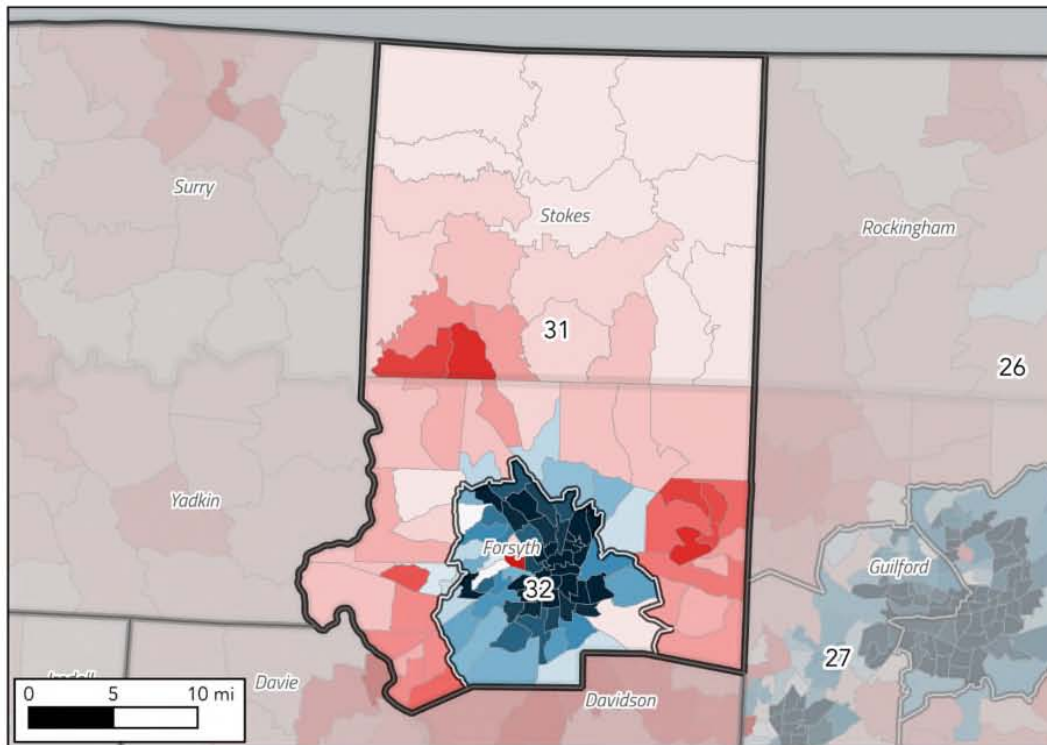 Surry
Stokes
Rockingham
31
26
Yadkin
Forsyth
Guilford
32
27
Davie
Davidson
0 5 10 mi